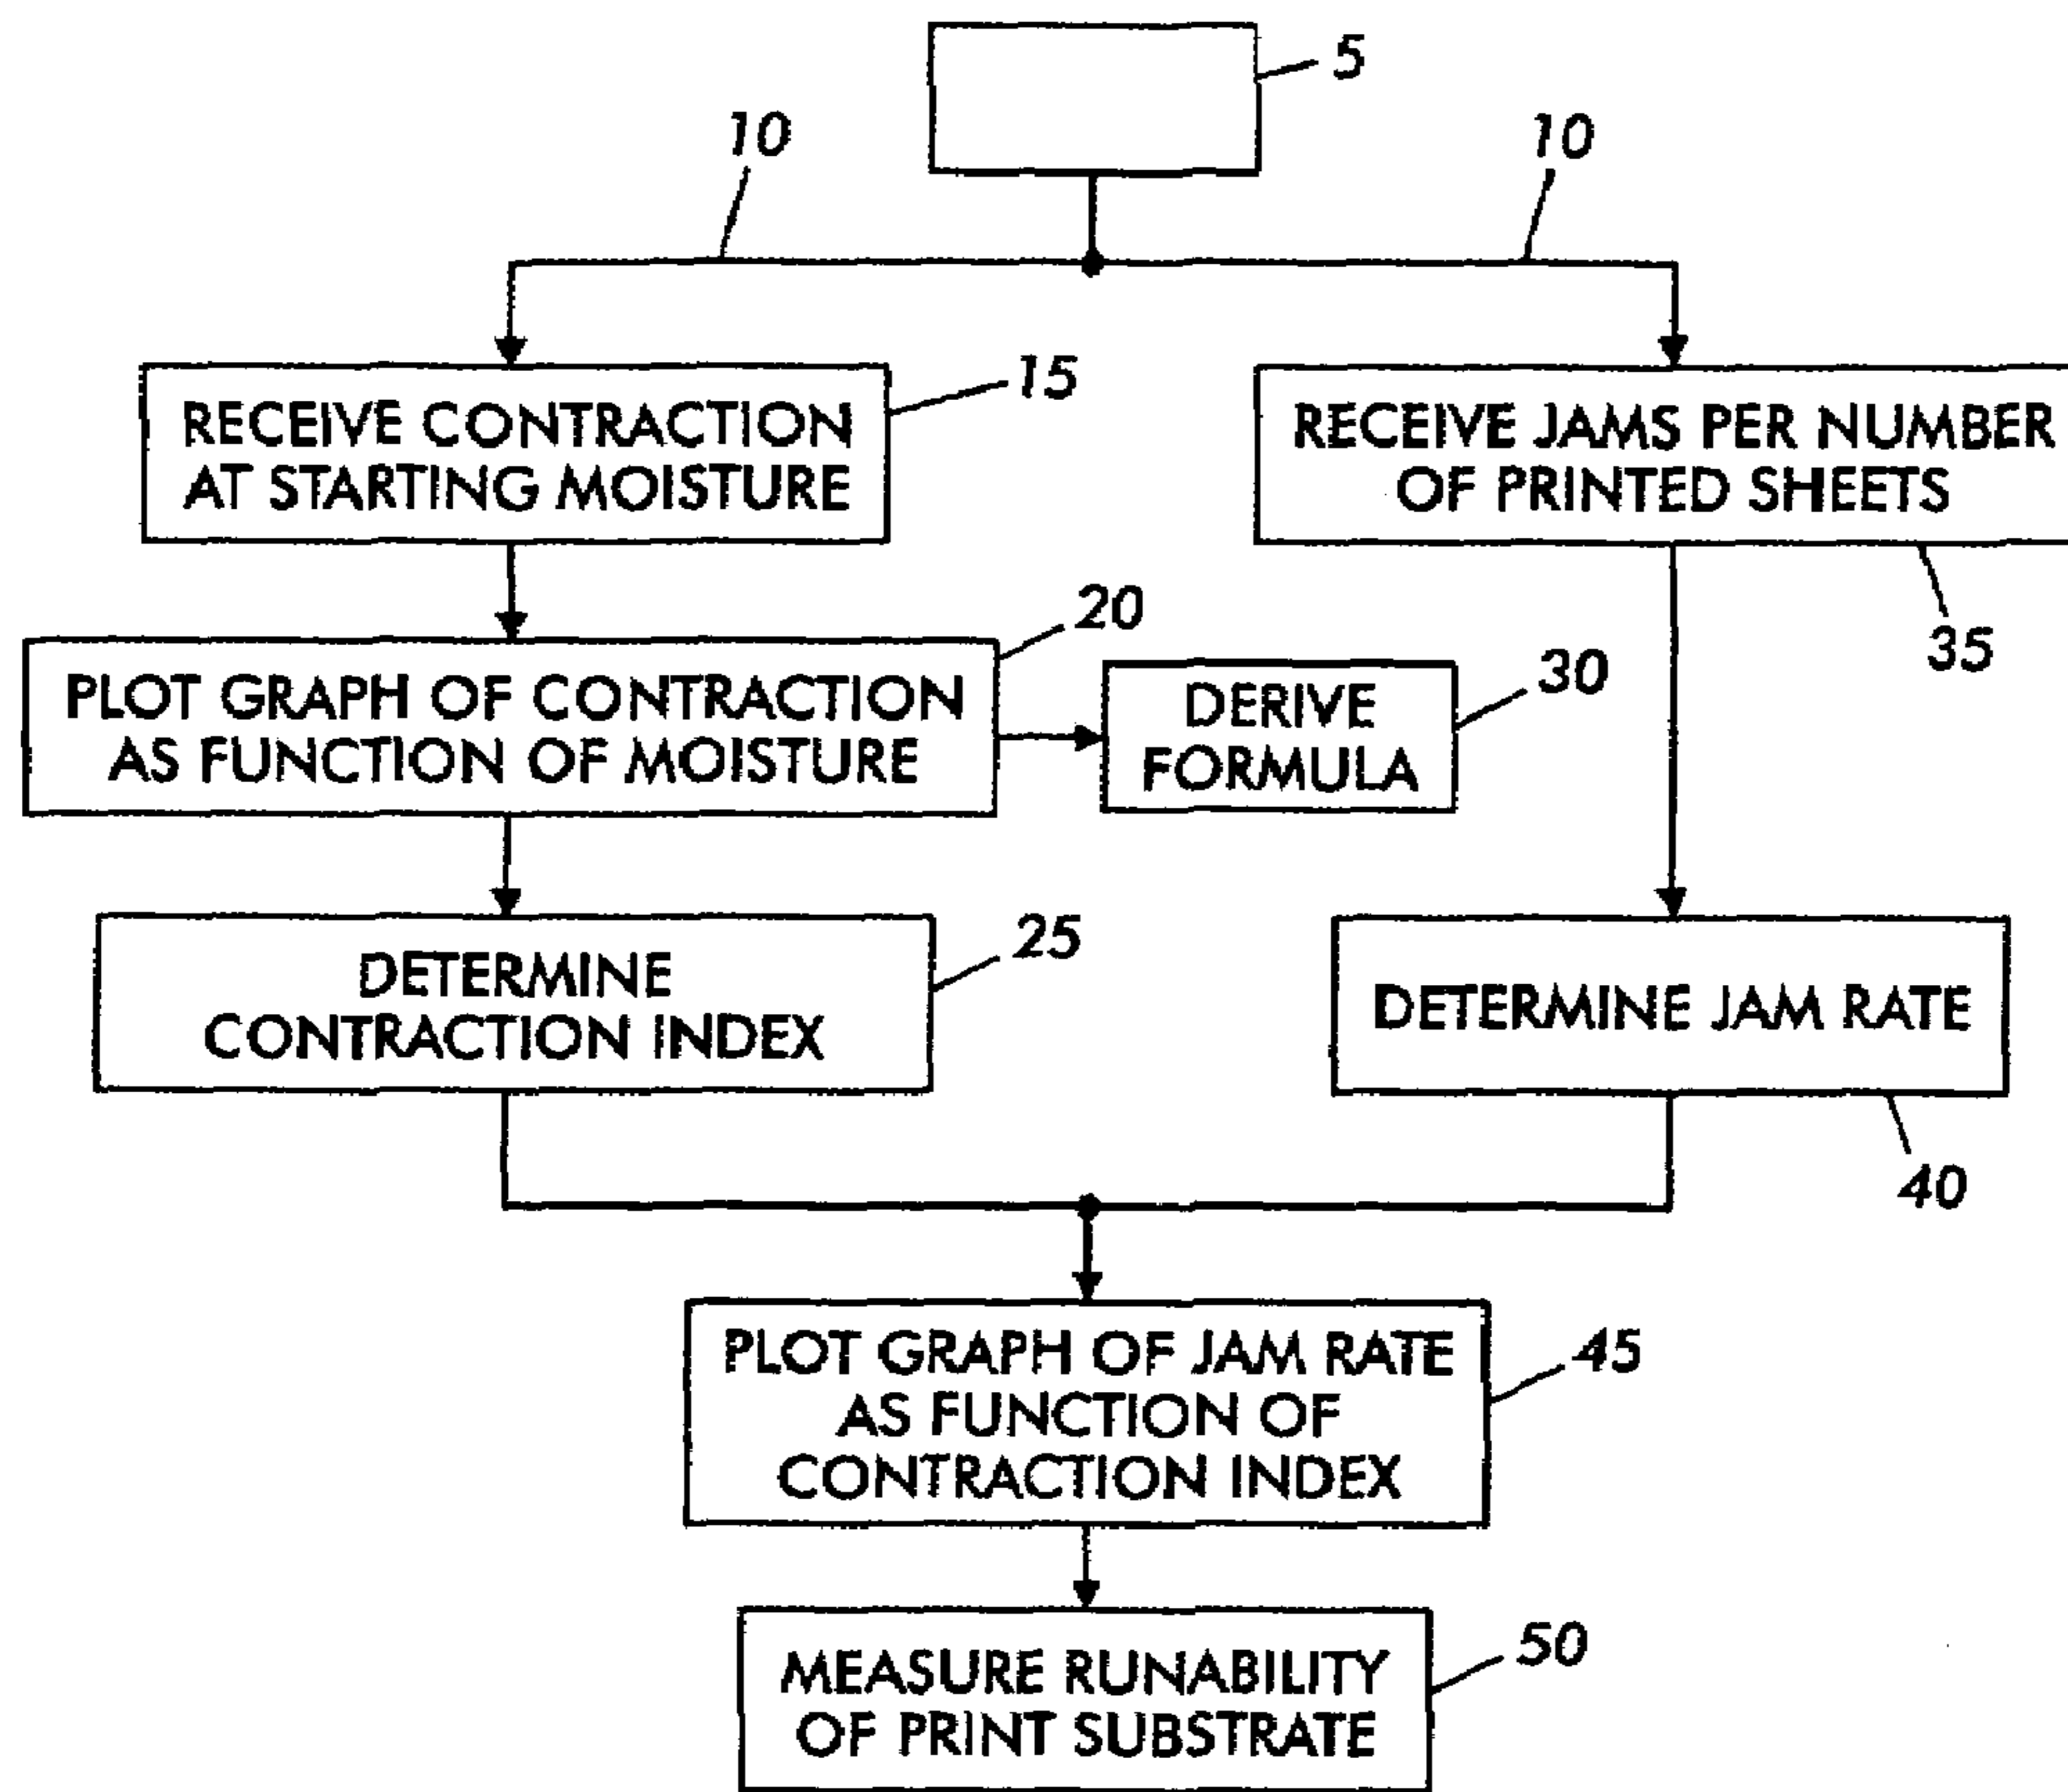 5
10
10
RECEIVE CONTRACTION
AT STARTING MOISTURE
15
RECEIVE JAMS PER NUMBER
OF PRINTED SHEETS
35
PLOT GRAPH OF CONTRACTION
AS FUNCTION OF MOISTURE
20
DERIVE
FORMULA
30
DETERMINE
CONTRACTION INDEX
25
DETERMINE JAM RATE
40
PLOT GRAPH OF JAM RATE
AS FUNCTION OF
CONTRACTION INDEX
45
MEASURE RUNABILITY
OF PRINT SUBSTRATE
50